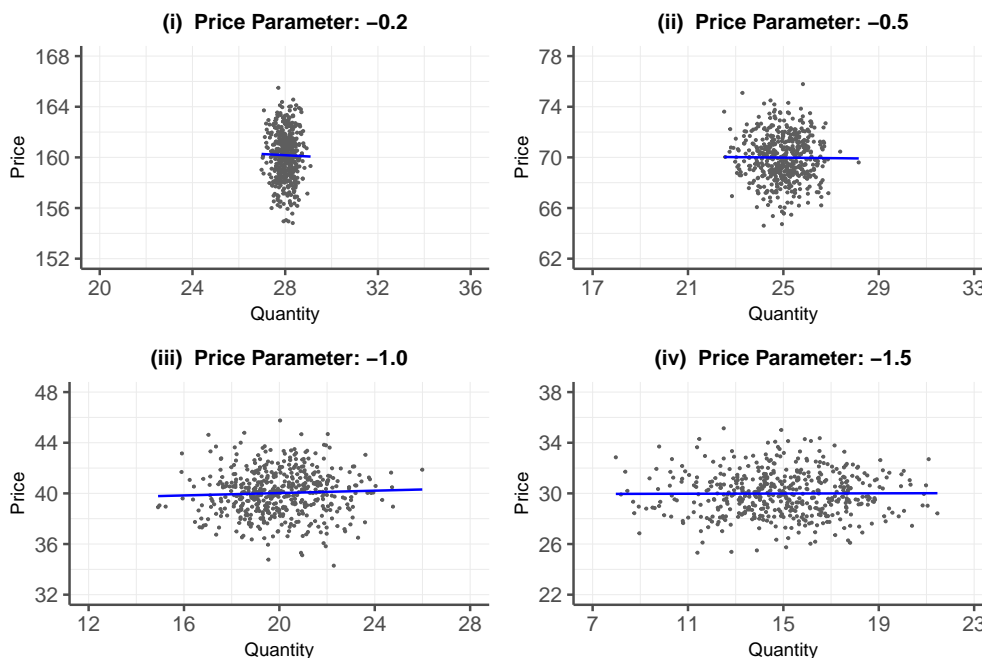 (i)  Price Parameter: −0.2
168
164
160
156
152
Price
20 24 28 32 36
Quantity
(ii)  Price Parameter: −0.5
78
74
70
66
62
Price
17 21 25 29 33
Quantity
(iii)  Price Parameter: −1.0
48
44
40
36
32
Price
12 16 20 24 28
Quantity
(iv)  Price Parameter: −1.5
38
34
30
26
22
Price
7 11 15 19 23
Quantity